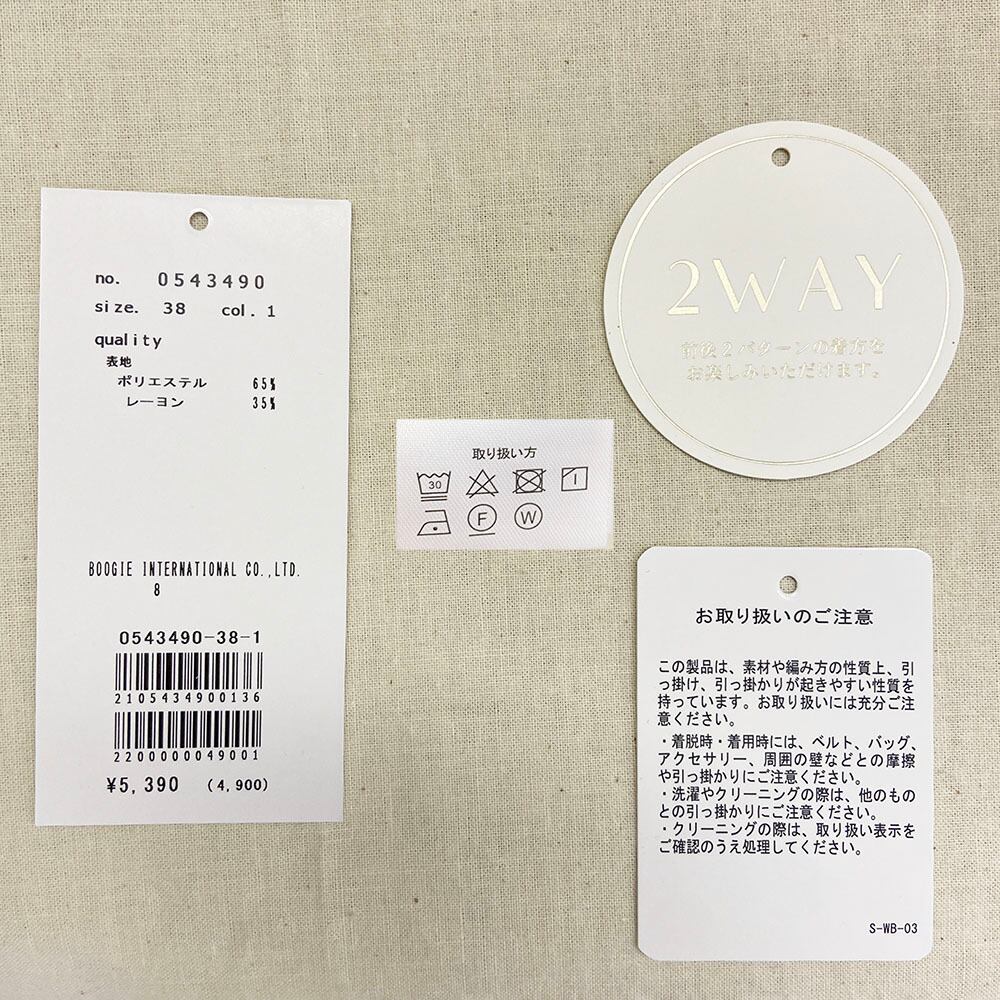 no. 0543490
size. 38 col. 1
quality
表地
ポリエステル 65%
レーヨン 35%
BOOGIE INTERNATIONAL CO.,LTD.
8
0543490-38-1
2105434900136
2200000049001
¥5,390 (4,900)
取り扱い方
30
F W
2WAY
前後2パターンの着方を
お楽しみいただけます。
お取り扱いのご注意
この製品は、素材や編み方の性質上、引
っ掛け、引っ掛かりが起きやすい性質を
持っています。お取り扱いには充分ご注
意ください。
・着脱時・着用時には、ベルト、バッグ、
アクセサリー、周囲の壁などとの摩擦
や引っ掛かりにご注意ください。
・洗濯やクリーニングの際は、他のもの
との引っ掛かりにご注意ください。
・クリーニングの際は、取り扱い表示を
ご確認のうえ処理してください。
S-WB-03